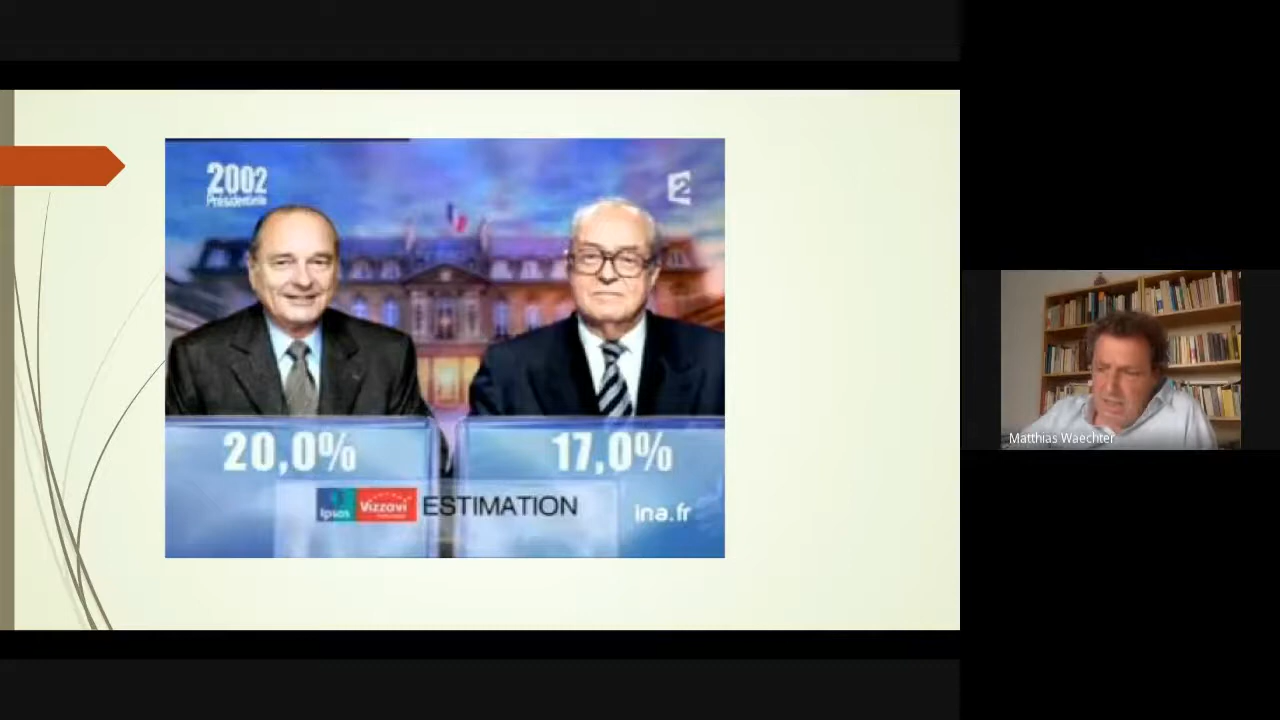 2002
Présidentielle
2
20,0%
17,0%
Ipsos
Vizzavi
ESTIMATION
ina.fr
Matthias Waechter